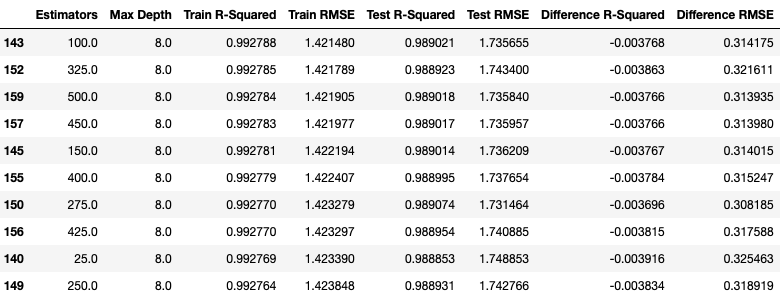 Estimators Max Depth Train R-Squared Train RMSE Test R-Squared Test RMSE Difference R-Squared Difference RMSE
143 100.0 8.0 0.992788 1.421480 0.989021 1.735655 -0.003768 0.314175
152 325.0 8.0 0.992785 1.421789 0.988923 1.743400 -0.003863 0.321611
159 500.0 8.0 0.992784 1.421905 0.989018 1.735840 -0.003766 0.313935
157 450.0 8.0 0.992783 1.421977 0.989017 1.735957 -0.003766 0.313980
145 150.0 8.0 0.992781 1.422194 0.989014 1.736209 -0.003767 0.314015
155 400.0 8.0 0.992779 1.422407 0.988995 1.737654 -0.003784 0.315247
150 275.0 8.0 0.992770 1.423279 0.989074 1.731464 -0.003696 0.308185
156 425.0 8.0 0.992770 1.423297 0.988954 1.740885 -0.003815 0.317588
140 25.0 8.0 0.992769 1.423390 0.988853 1.748853 -0.003916 0.325463
149 250.0 8.0 0.992764 1.423848 0.988931 1.742766 -0.003834 0.318919